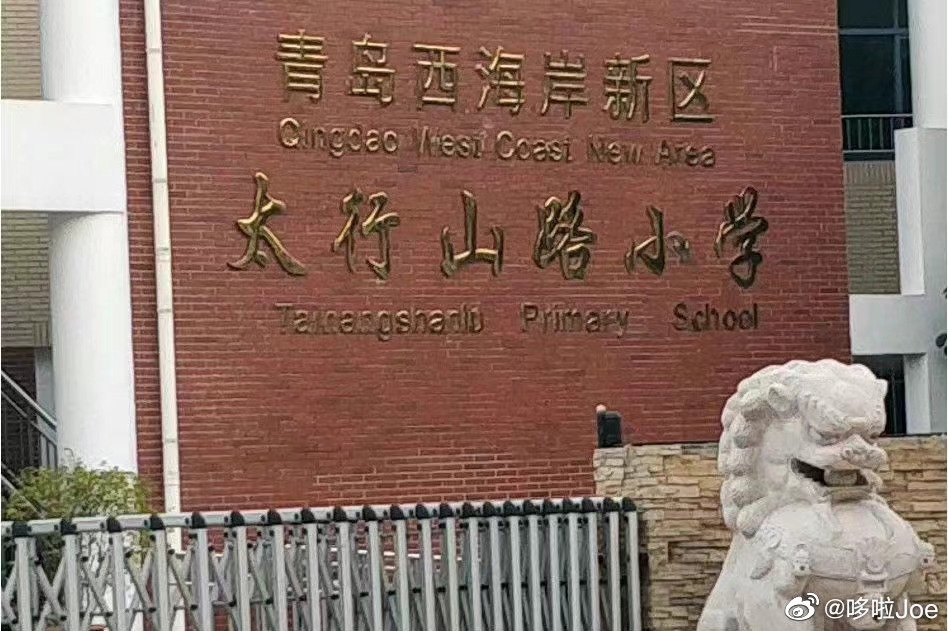 青岛西海岸新区
Qingdao West Coast New Area
太行山路小学
Taihangshanlu Primary School
@哆啦Joe